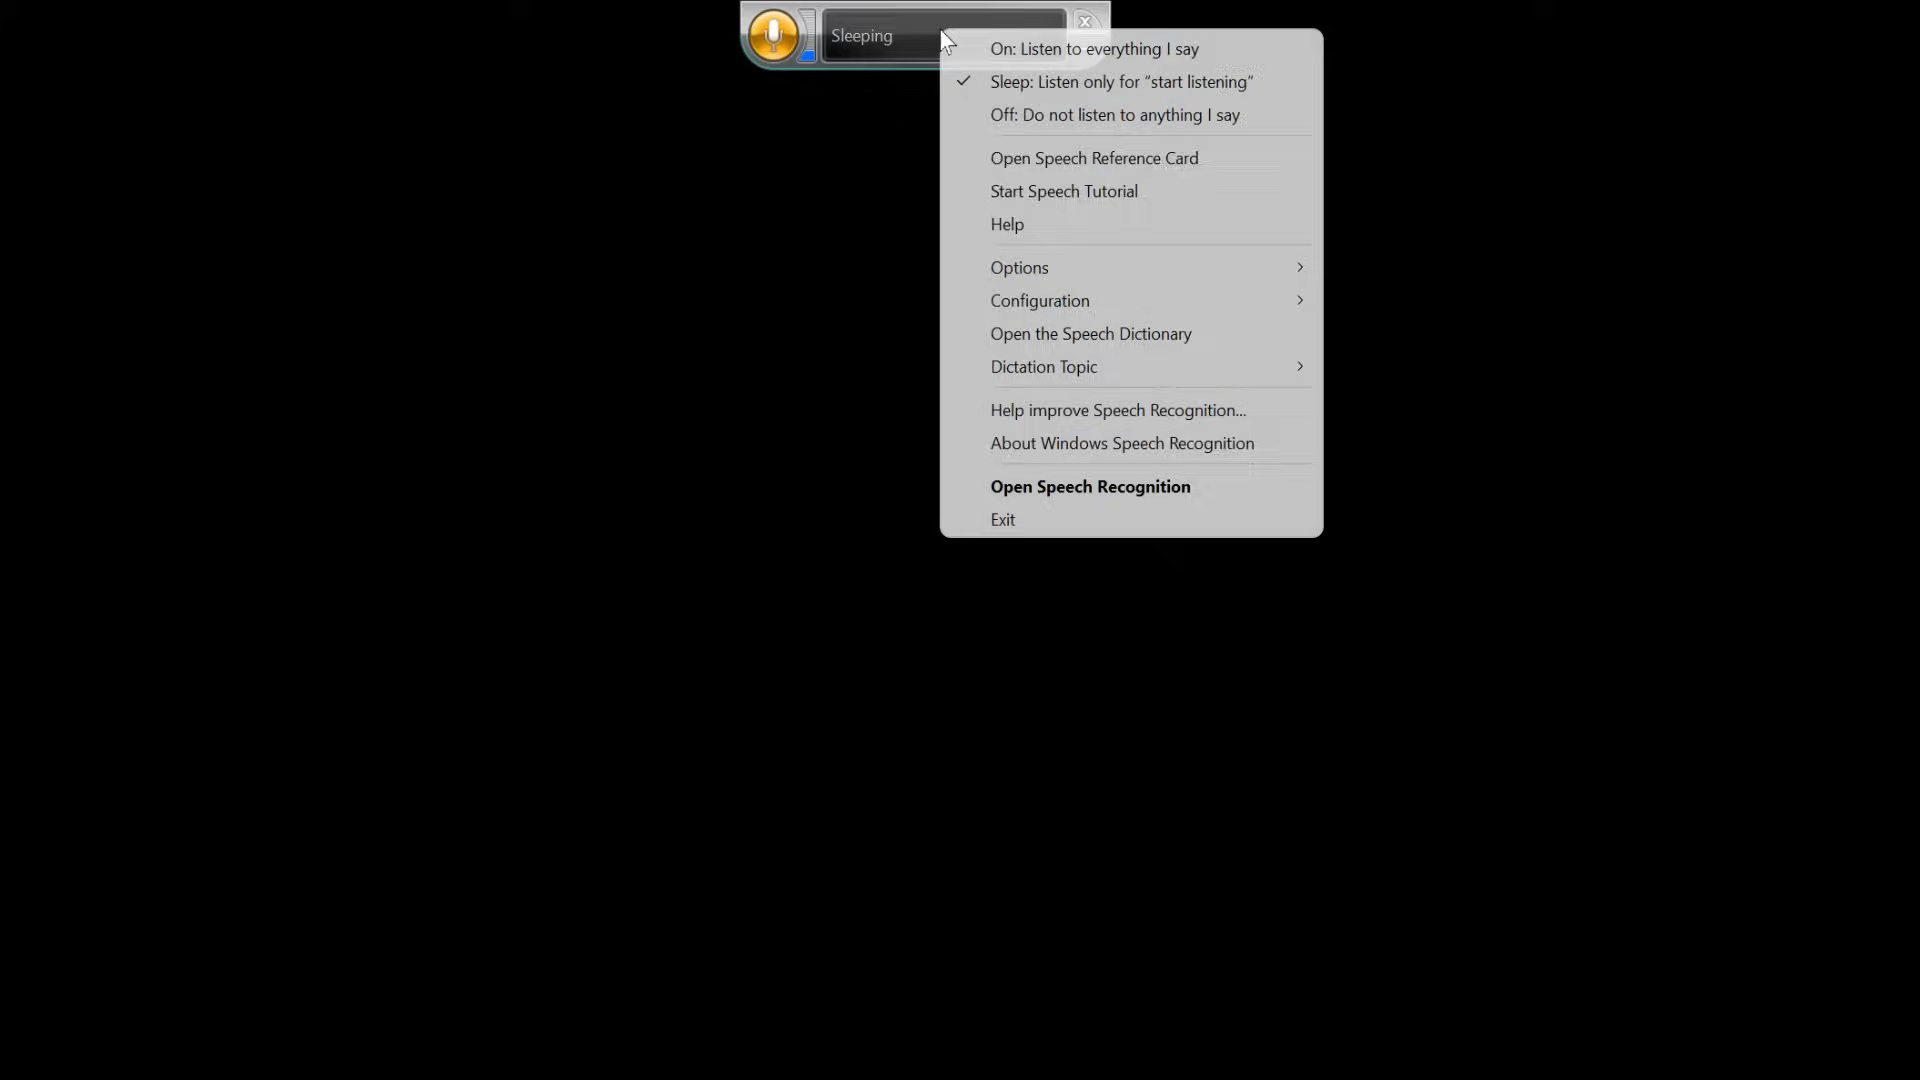 Sleeping
On: Listen to everything I say
Sleep: Listen only for “start listening”
Off: Do not listen to anything I say
Open Speech Reference Card
Start Speech Tutorial
Help
Options
Configuration
Open the Speech Dictionary
Dictation Topic
Help improve Speech Recognition...
About Windows Speech Recognition
Open Speech Recognition
Exit